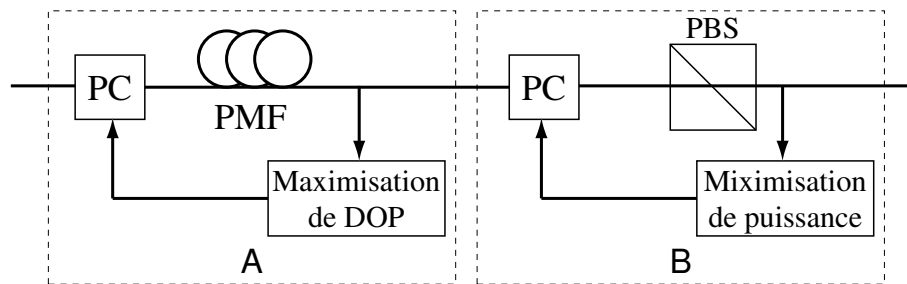 PC
PMF
Maximisation
de DOP
A
PC
PBS
Miximisation
de puissance
B